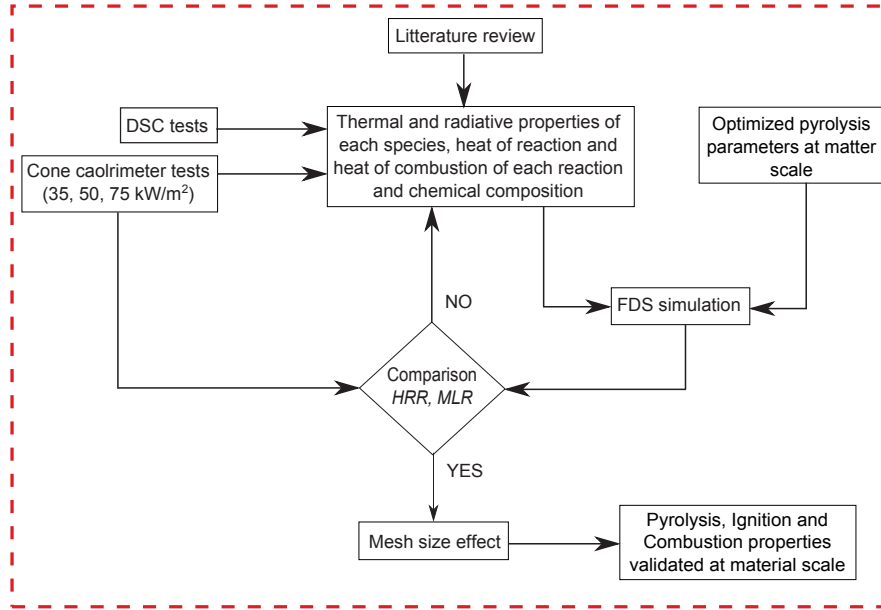 Litterature review
DSC tests
Thermal and radiative properties of
each species, heat of reaction and
heat of combustion of each reaction
and chemical composition
Optimized pyrolysis
parameters at matter
scale
Cone caolrimeter tests
(35, 50, 75 kW/m²)
NO
FDS simulation
Comparison
HRR, MLR
YES
Mesh size effect
Pyrolysis, Ignition and
Combustion properties
validated at material scale